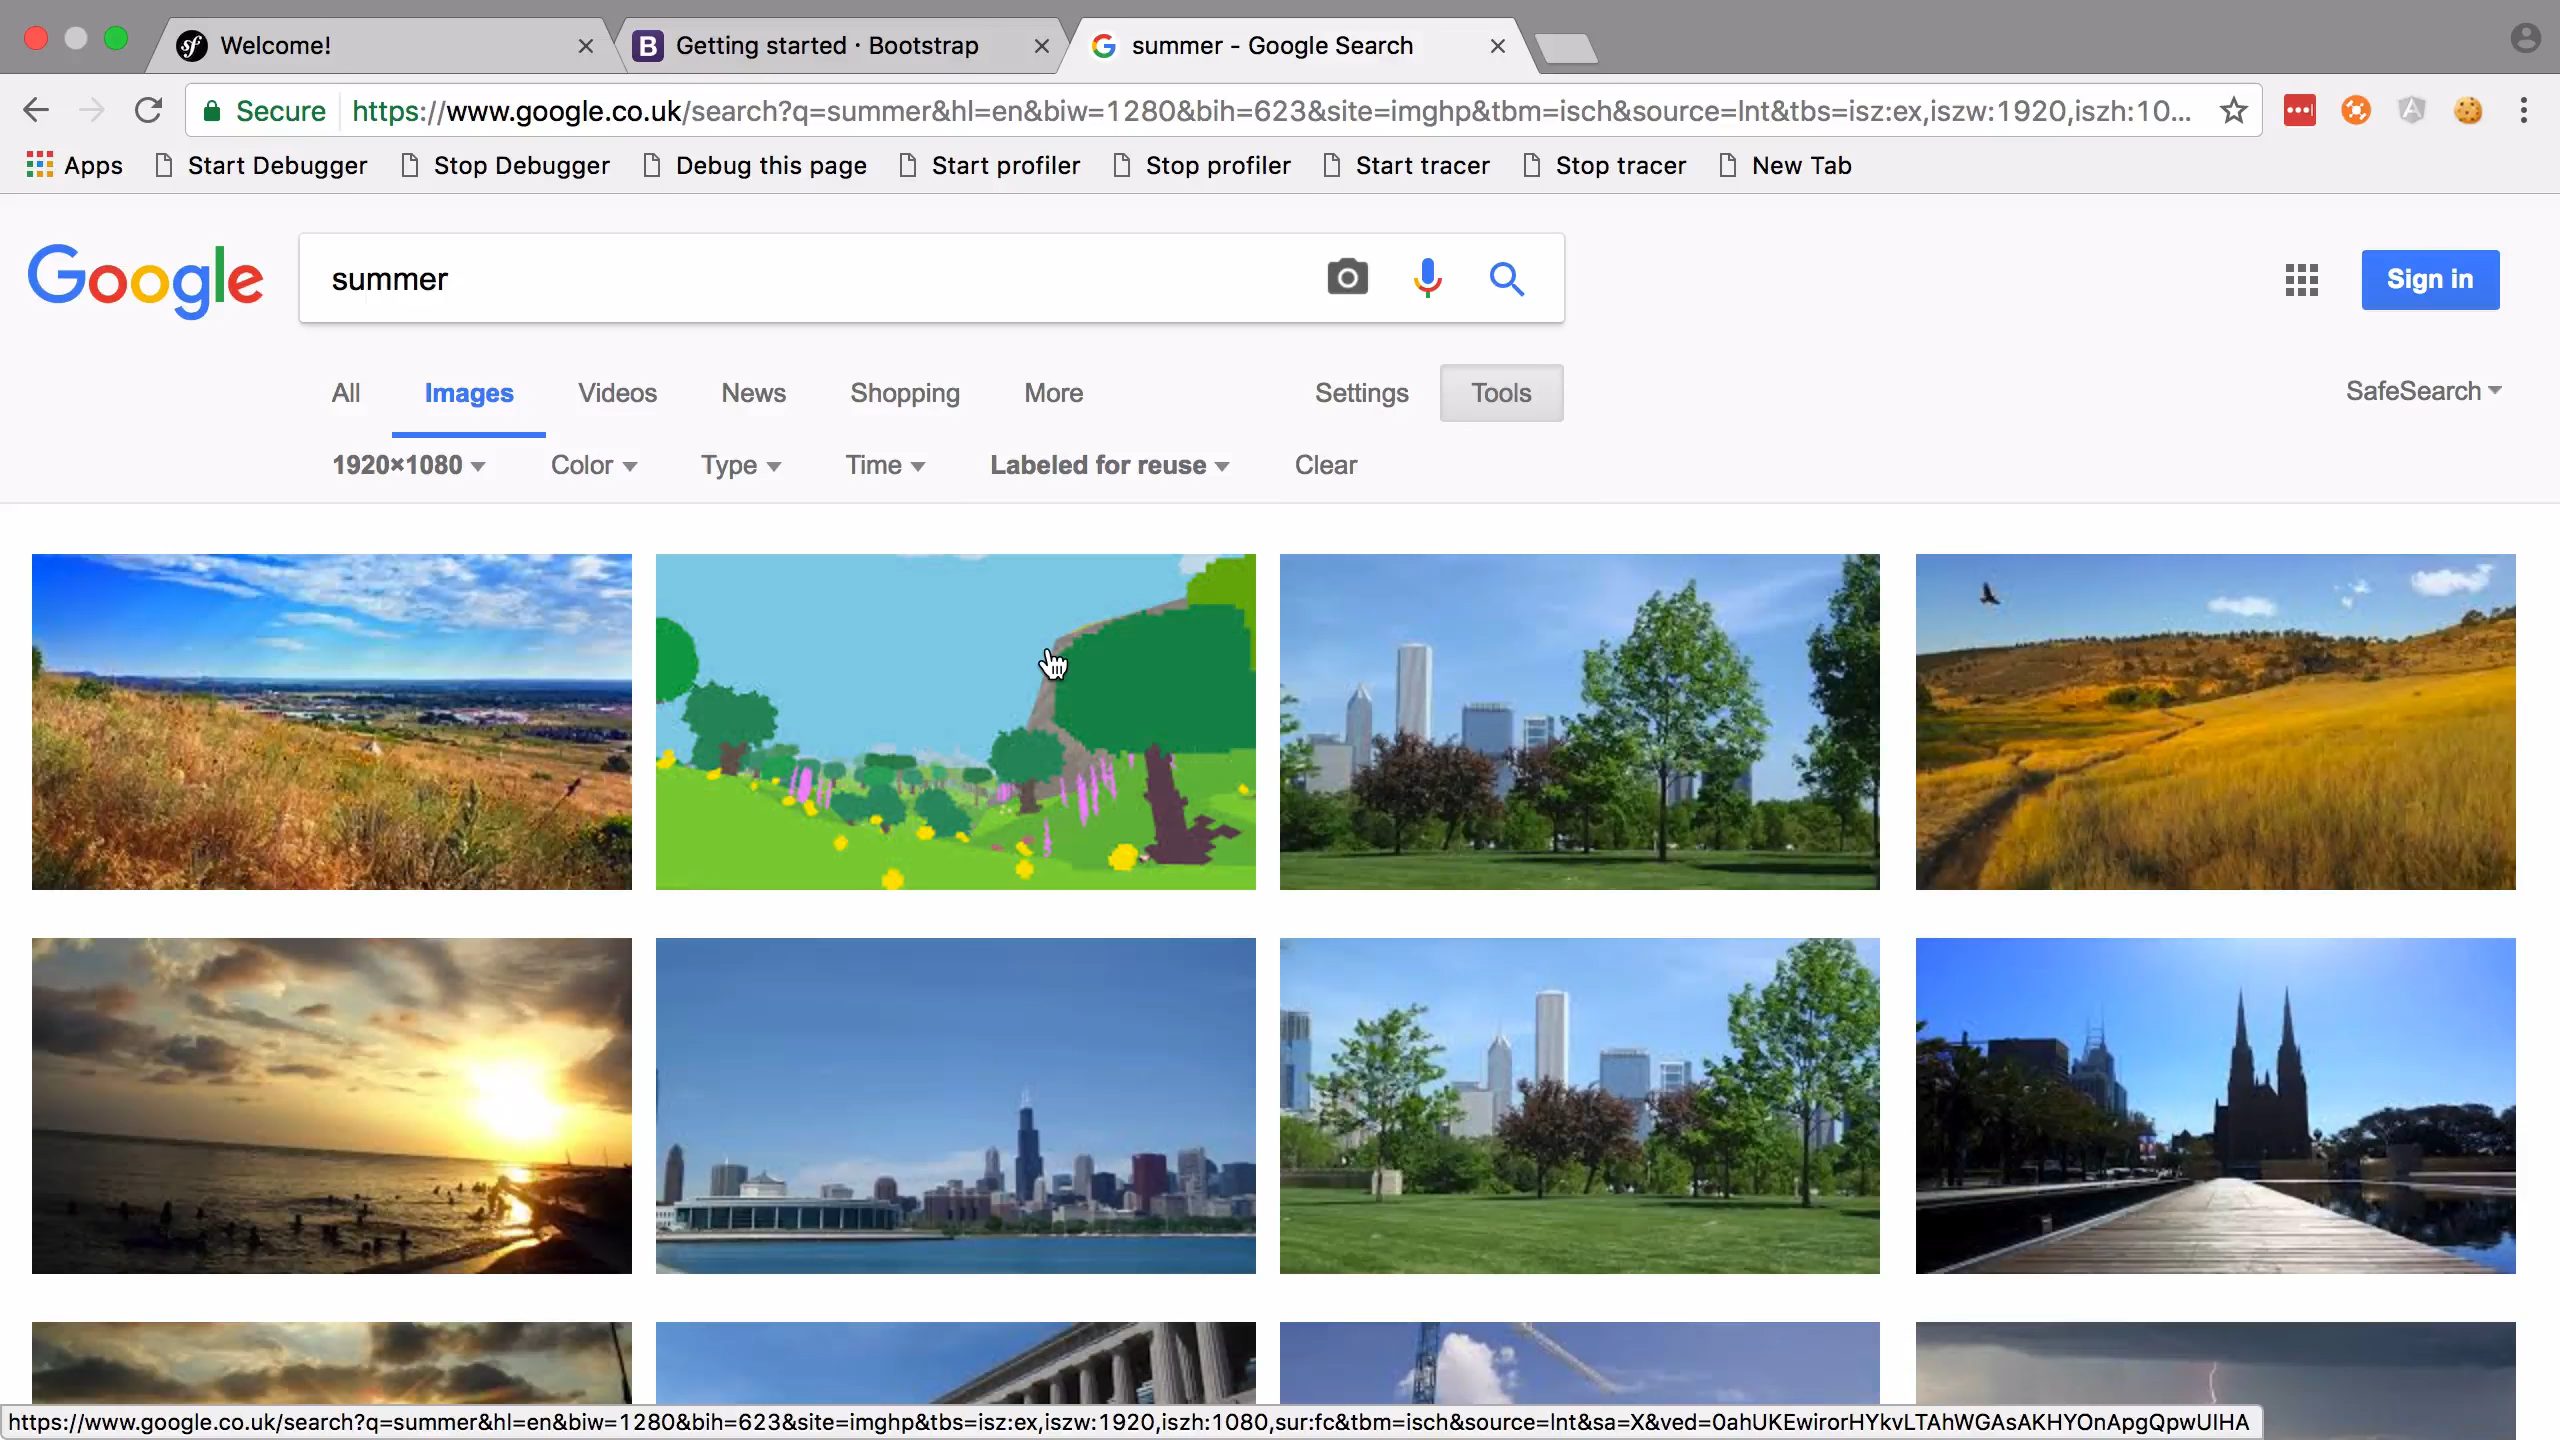 Welcome!
Getting started · Bootstrap
summer - Google Search
Secure https://www.google.co.uk/search?q=summer&hl=en&biw=1280&bih=623&site=imghp&tbm=isch&source=lnt&tbs=isz:ex,iszw:1920,iszh:10...
Apps Start Debugger Stop Debugger Debug this page Start profiler Stop profiler Start tracer Stop tracer New Tab
Google summer Sign in
All Images Videos News Shopping More Settings Tools SafeSearch
1920×1080 Color Type Time Labeled for reuse Clear
https://www.google.co.uk/search?q=summer&hl=en&biw=1280&bih=623&site=imghp&tbs=isz:ex,iszw:1920,iszh:1080,sur:fc&tbm=isch&source=lnt&sa=X&ved=0ahUKEwirorHYkvLTAhWGAsAKHYOnApgQpwUIHA